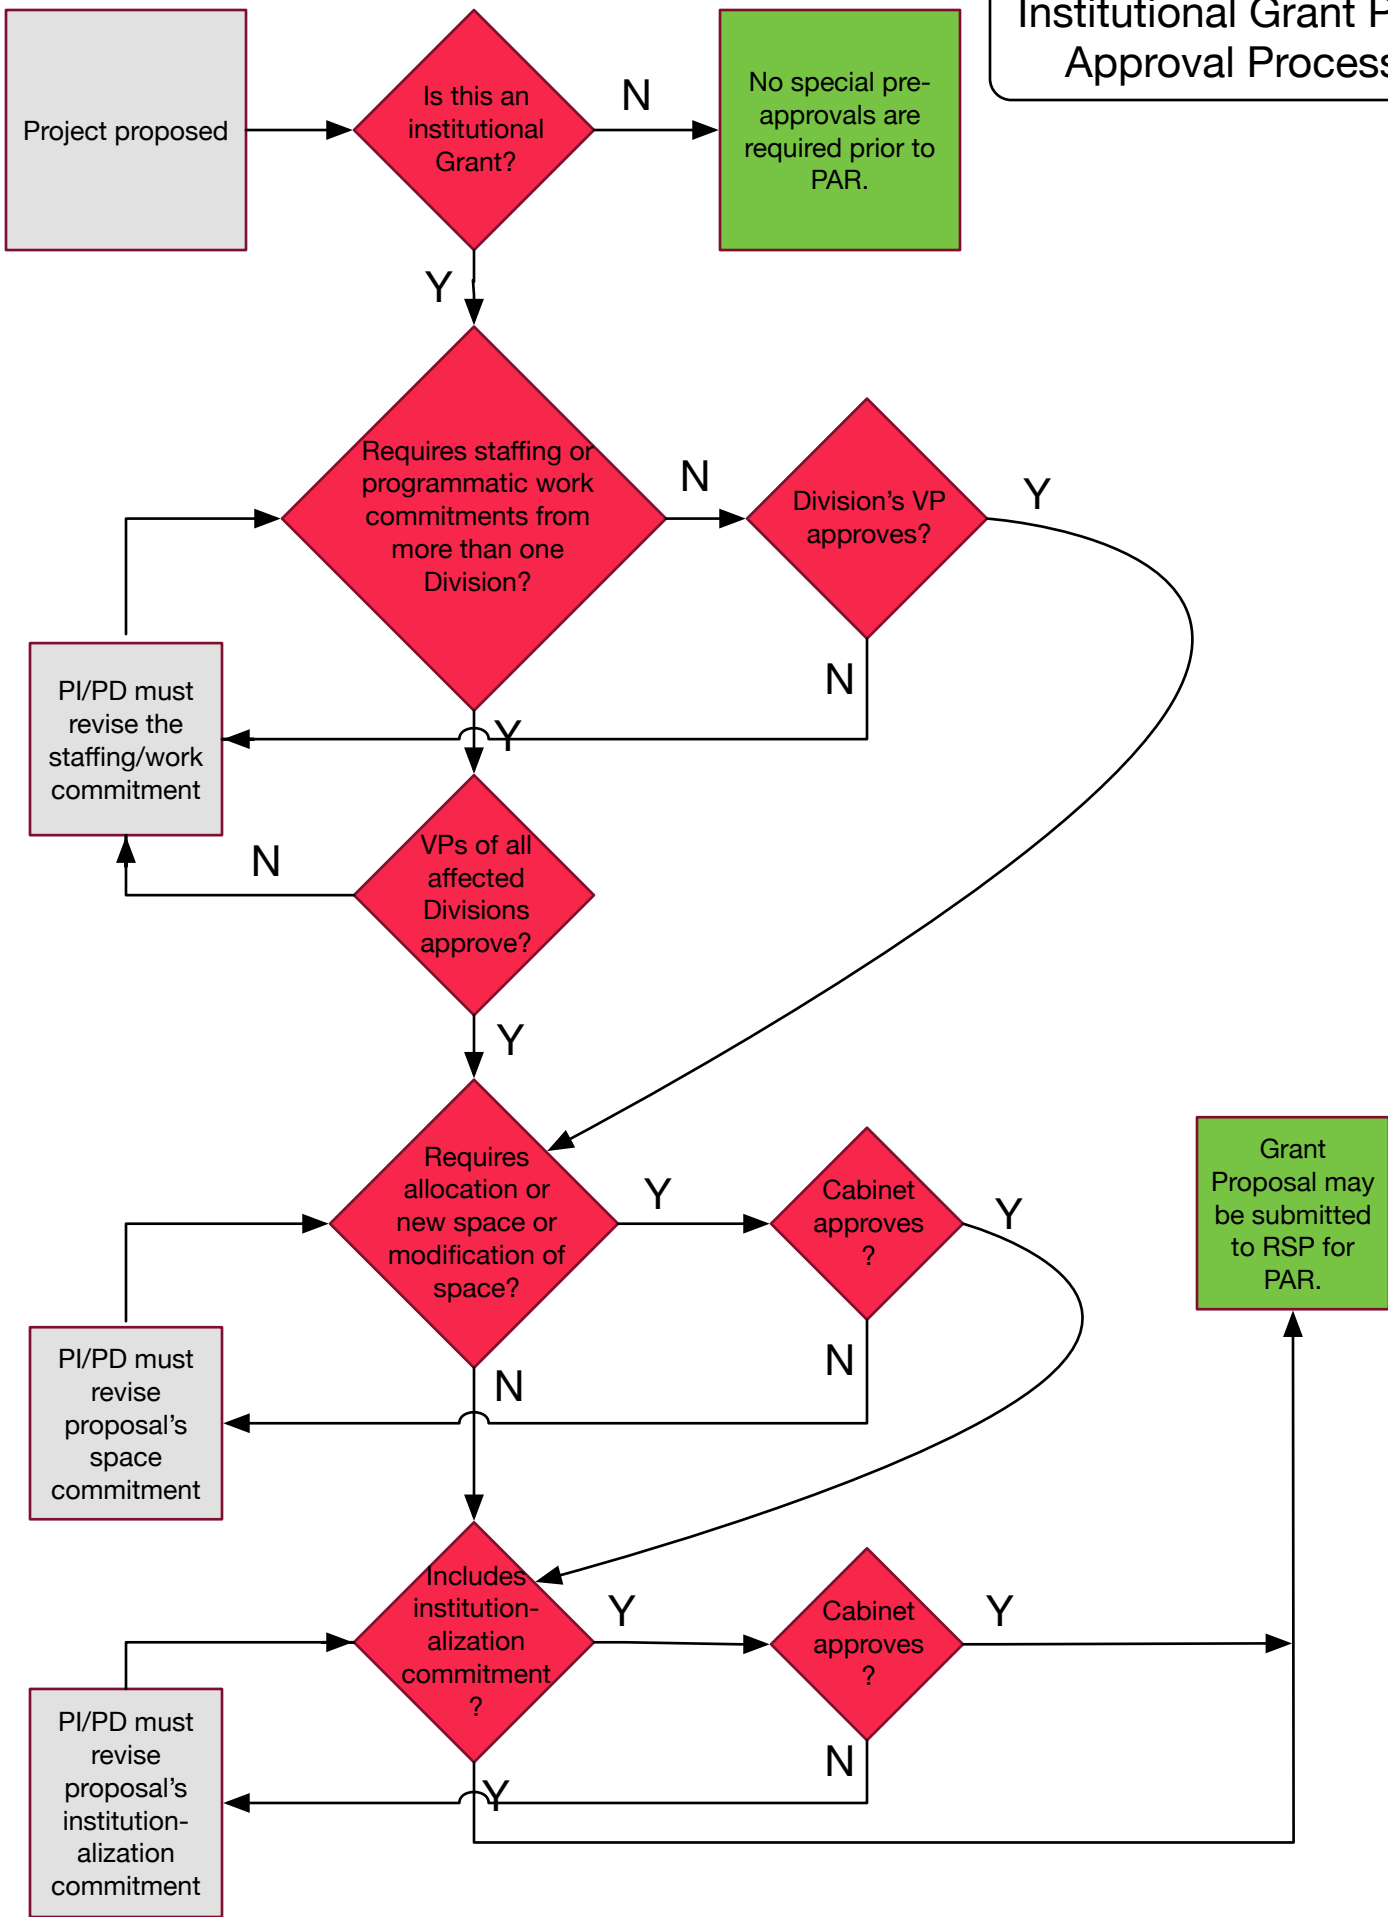 Institutional Grant P
Approval Process
Project proposed
Is this an
institutional
Grant?
N
No special pre-
approvals are
required prior to
PAR.
Y
Requires staffing or
programmatic work
commitments from
more than one
Division?
N
Division's VP
approves?
Y
N
PI/PD must
revise the
staffing/work
commitment
Y
VPs of all
affected
Divisions
approve?
N
Y
Requires
allocation or
new space or
modification of
space?
Y
Cabinet
approves
?
Y
Grant
Proposal may
be submitted
to RSP for
PAR.
N
N
PI/PD must
revise
proposal's
space
commitment
Includes
institution-
alization
commitment
?
Y
Cabinet
approves
?
Y
N
Y
PI/PD must
revise
proposal's
institution-
alization
commitment